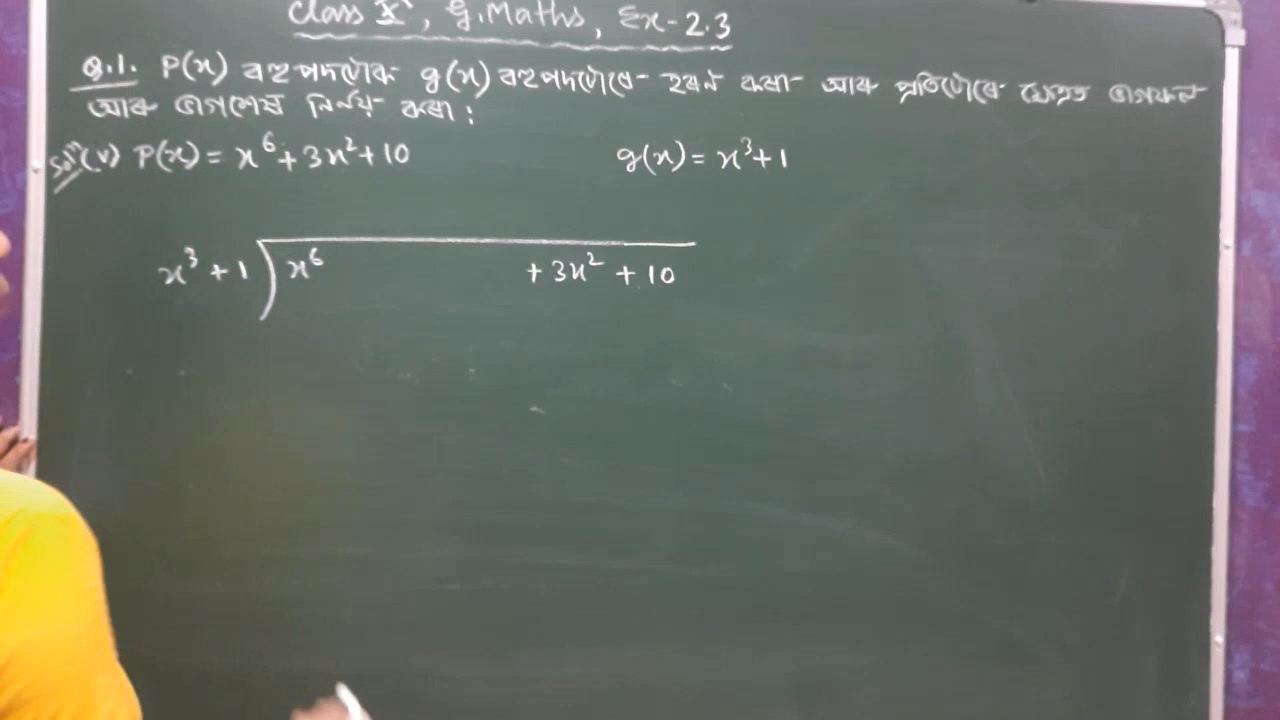 Class X, G.Maths, Ex-2.3
Q.1. P(x) বহুপদটোক g(x) বহুপদটোৰে হৰণ কৰা আৰু প্ৰতিটোৰে ক্ষেত্ৰত ভাগফল
আৰু ভাগশেষ নিৰ্ণয় কৰা :
Solⁿ (v) P(x) = x⁶ + 3x² + 10 g(x) = x³ + 1
x³ + 1 ) x⁶ + 3x² + 10